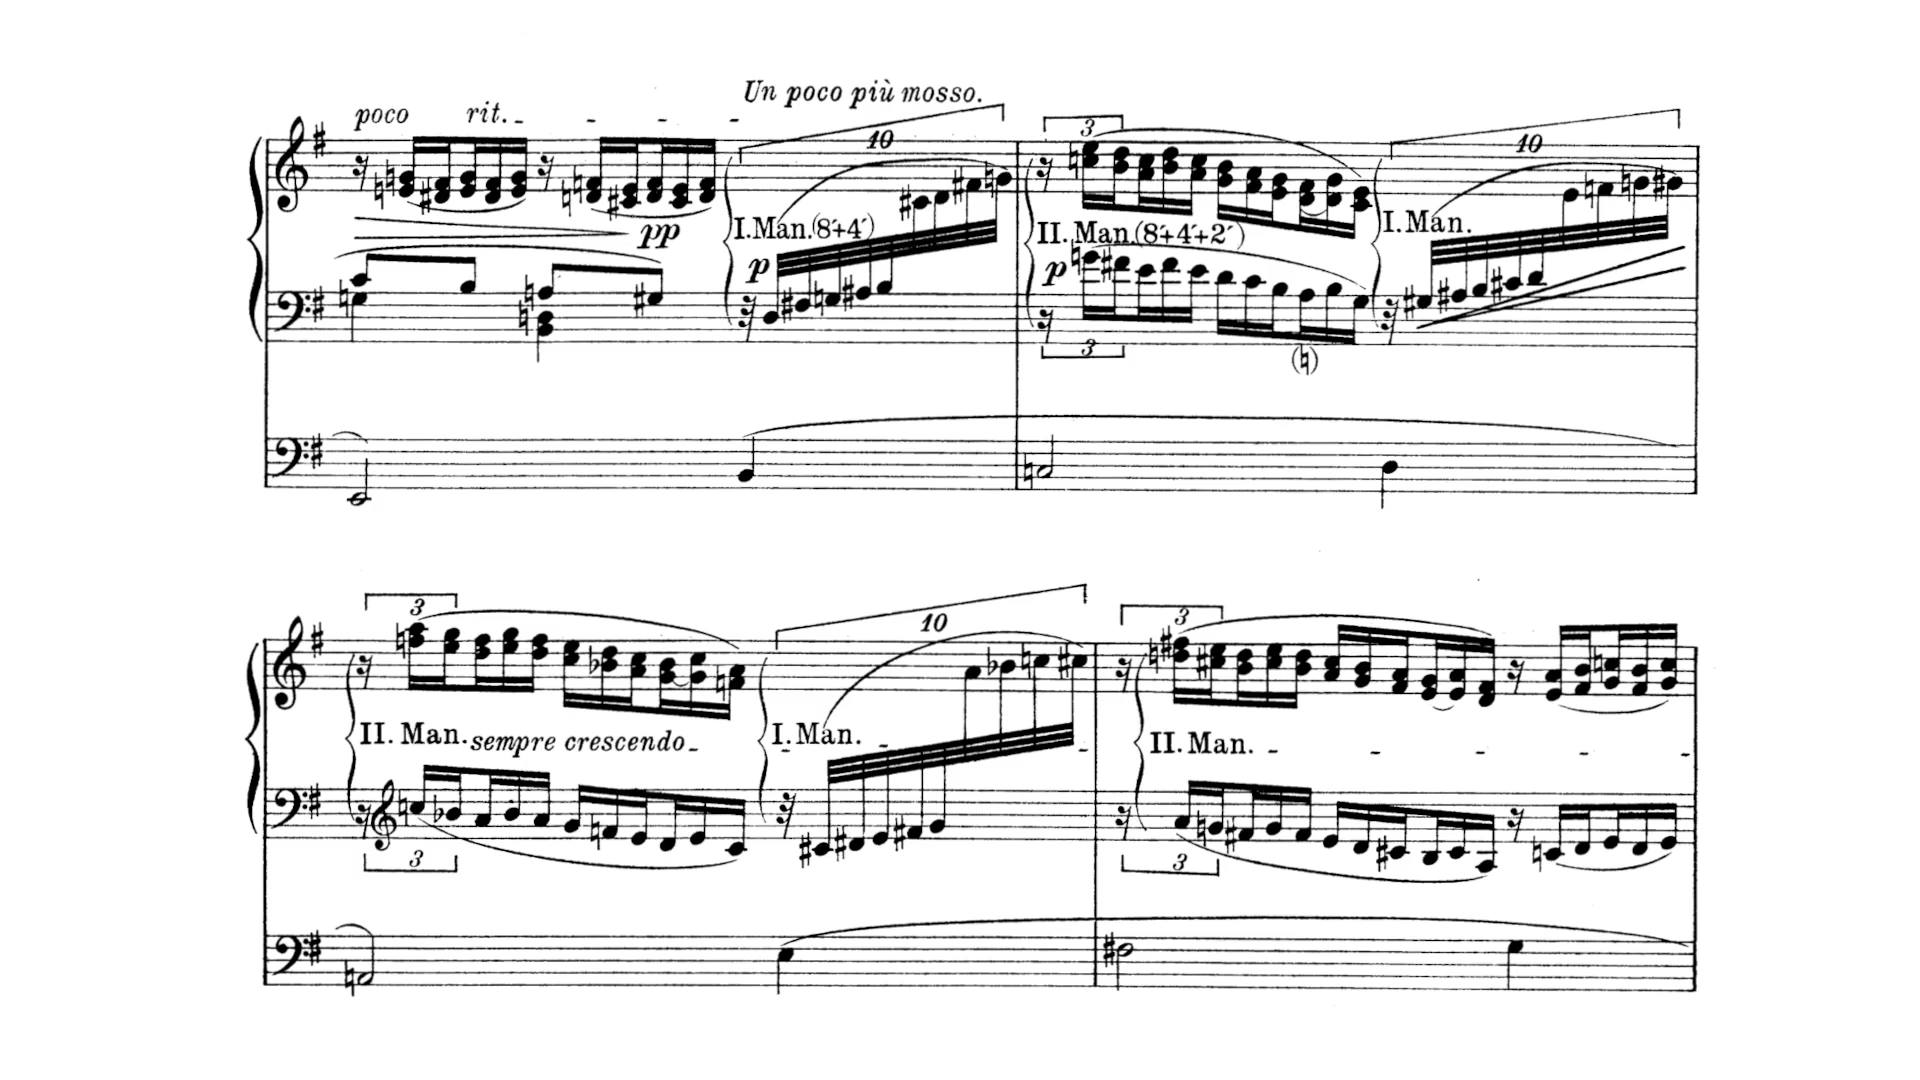 Un poco più mosso.
poco rit.
10
3
10
I. Man. (8´+4´)
pp
p
II. Man. (8´+4´+2´)
p
I. Man.
3
3
10
3
II. Man. sempre crescendo
I. Man.
II. Man.
3
3